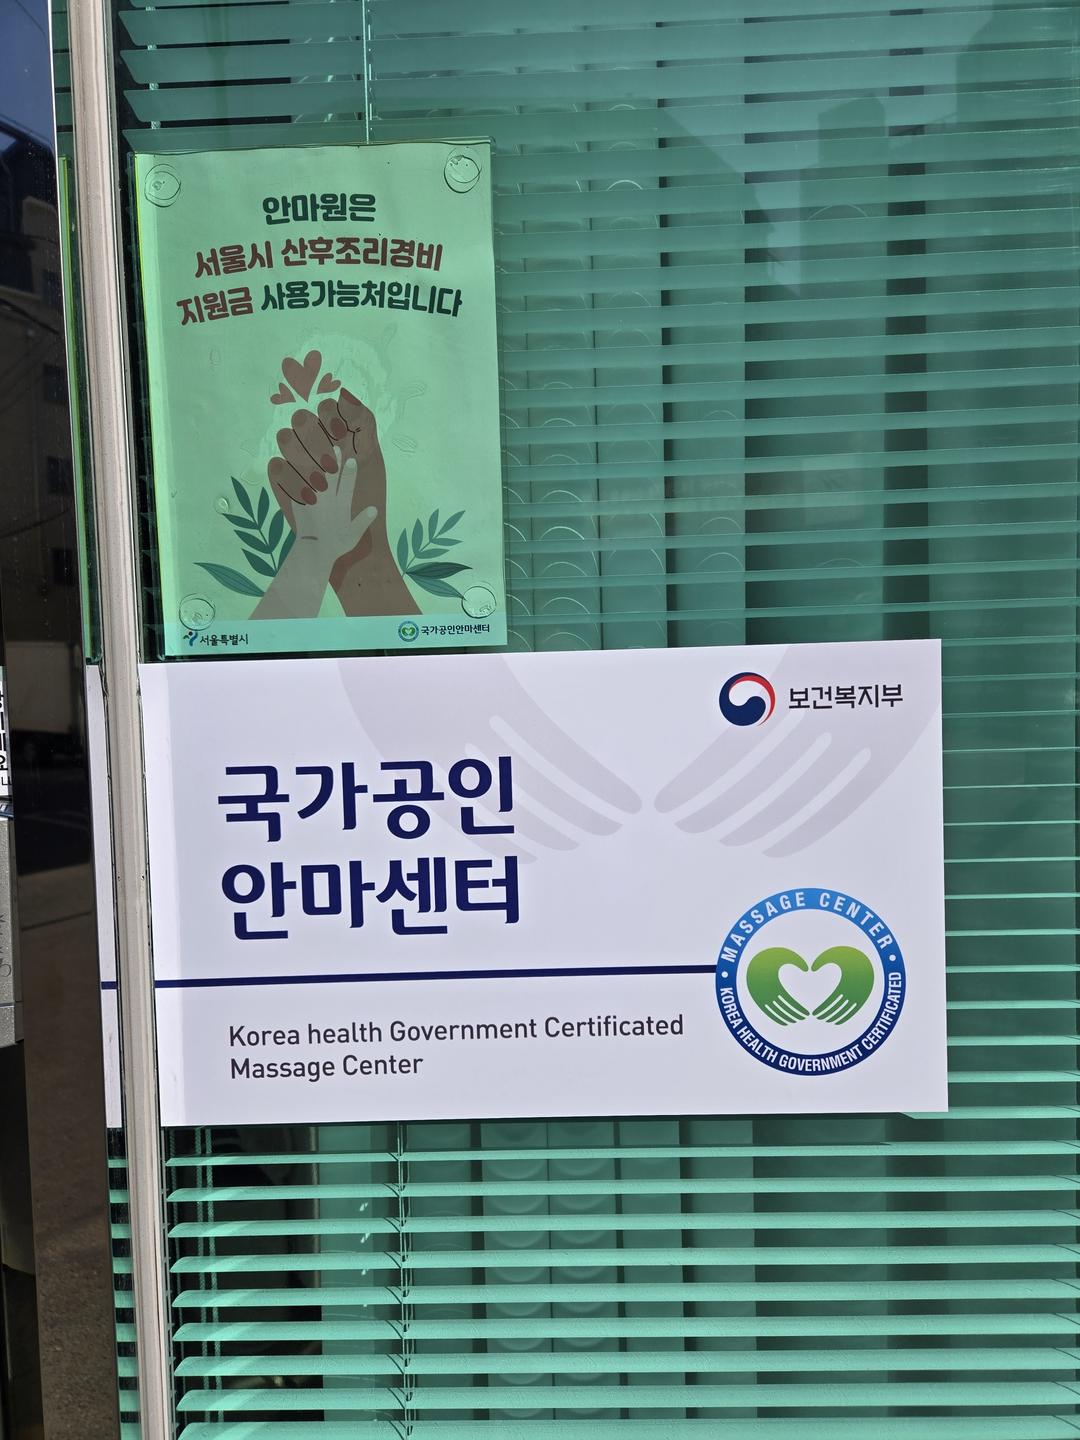 안마원은
서울시 산후조리경비
지원금 사용가능처입니다
서울특별시
국가공인안마센터
보건복지부
국가공인
안마센터
MASSAGE CENTER
KOREA HEALTH GOVERNMENT CERTIFICATED
Korea health Government Certificated
Massage Center